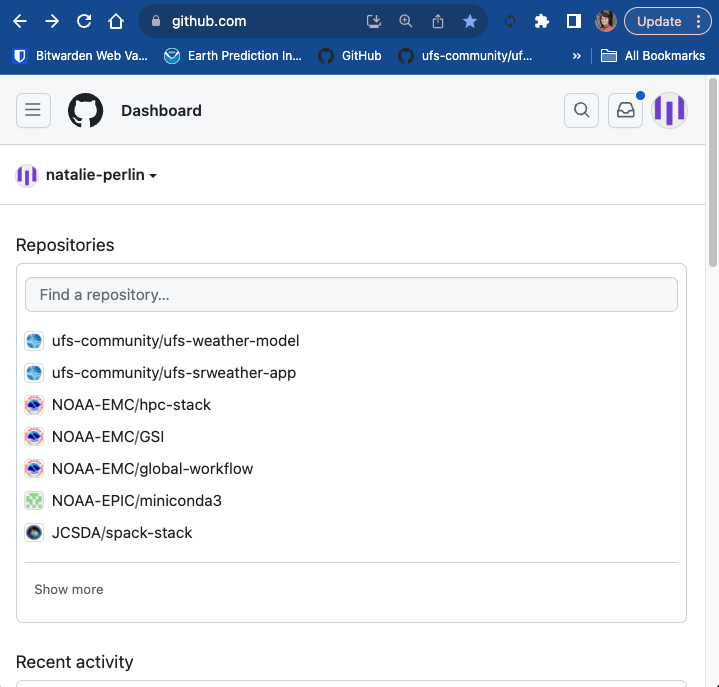 github.com
Update
Bitwarden Web Va...
Earth Prediction In...
GitHub
ufs-community/uf...
»
All Bookmarks
Dashboard
natalie-perlin
Repositories
Find a repository...
ufs-community/ufs-weather-model
ufs-community/ufs-srweather-app
NOAA-EMC/hpc-stack
NOAA-EMC/GSI
NOAA-EMC/global-workflow
NOAA-EPIC/miniconda3
JCSDA/spack-stack
Show more
Recent activity